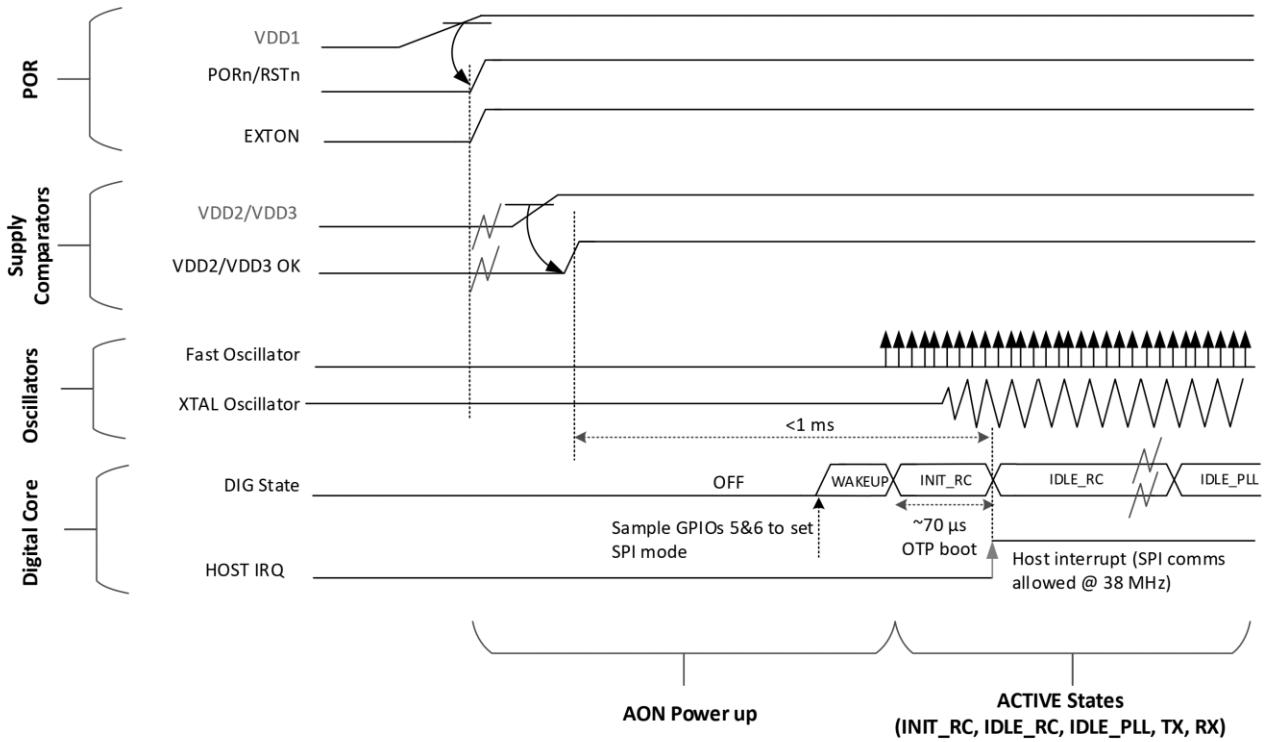 POR
VDD1
PORn/RSTn
EXTON
Supply
Comparators
VDD2/VDD3
VDD2/VDD3 OK
Oscillators
Fast Oscillator
XTAL Oscillator
<1 ms
Digital Core
DIG State
OFF
WAKEUP
INIT_RC
IDLE_RC
IDLE_PLL
Sample GPIOs 5&6 to set
SPI mode
~70 µs
OTP boot
HOST IRQ
Host interrupt (SPI comms
allowed @ 38 MHz)
AON Power up
ACTIVE States
(INIT_RC, IDLE_RC, IDLE_PLL, TX, RX)